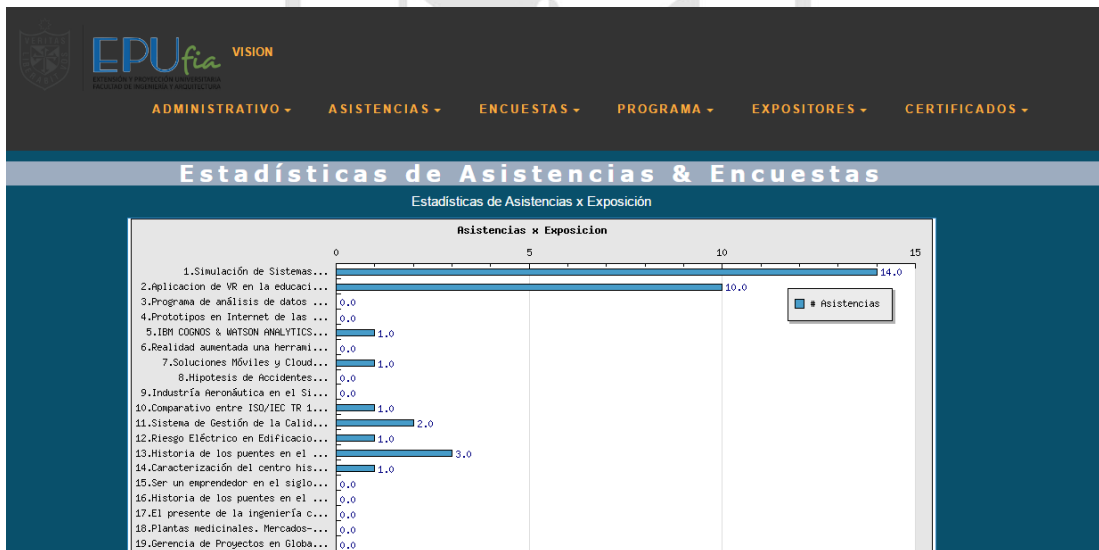 VERITAS
EPUfia
VISION
EXTENSIÓN Y PROYECCIÓN UNIVERSITARIA
FACULTAD DE INGENIERÍA Y ARQUITECTURA
ADMINISTRATIVO ASISTENCIAS ENCUESTAS PROGRAMA EXPOSITORES CERTIFICADOS
Estadísticas de Asistencias & Encuestas
Estadísticas de Asistencias x Exposición
Asistencias x Exposicion
0 5 10 15
1.Simulación de Sistemas... 14.0
2.Aplicacion de VR en la educaci... 10.0
# Asistencias
3.Programa de análisis de datos ... 0.0
4.Prototipos en Internet de las ... 0.0
5.IBM COGNOS & WATSON ANALYTICS... 1.0
6.Realidad aumentada una herrami... 0.0
7.Soluciones Móviles y Cloud... 1.0
8.Hipotesis de Accidentes... 0.0
9.Industría Aeronáutica en el Si... 0.0
10.Comparativo entre ISO/IEC TR 1... 1.0
11.Sistema de Gestión de la Calid... 2.0
12.Riesgo Eléctrico en Edificacio... 1.0
13.Historia de los puentes en el ... 3.0
14.Caracterización del centro his... 1.0
15.Ser un emprendedor en el siglo... 0.0
16.Historia de los puentes en el ... 0.0
17.El presente de la ingeniería c... 0.0
18.Plantas medicinales. Mercados-... 0.0
19.Gerencia de Proyectos en Globa... 0.0